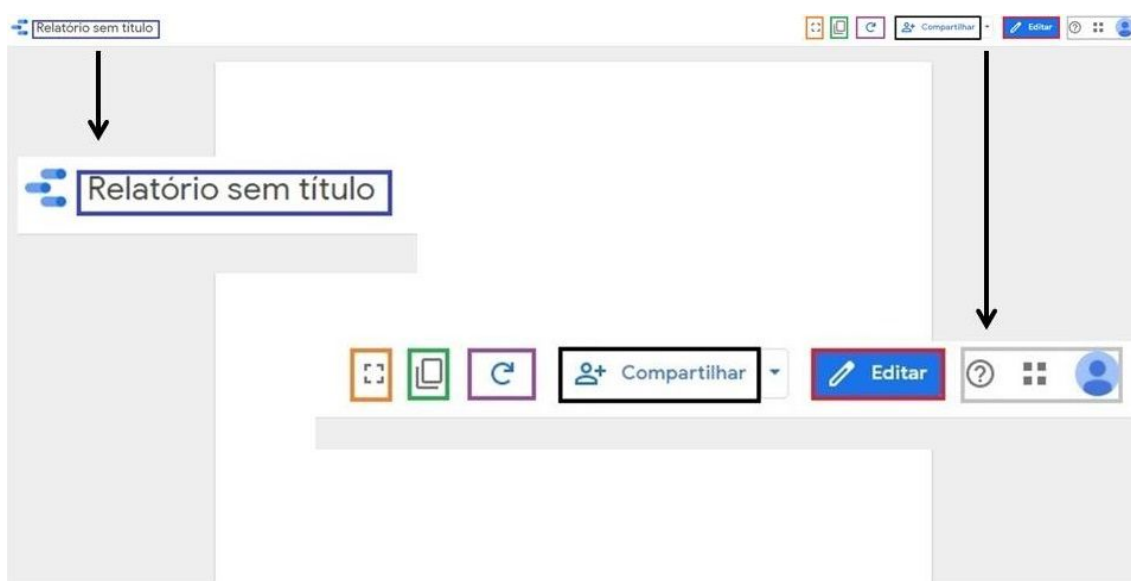 Relatório sem título
Compartilhar
Editar
Relatório sem título
Compartilhar
Editar